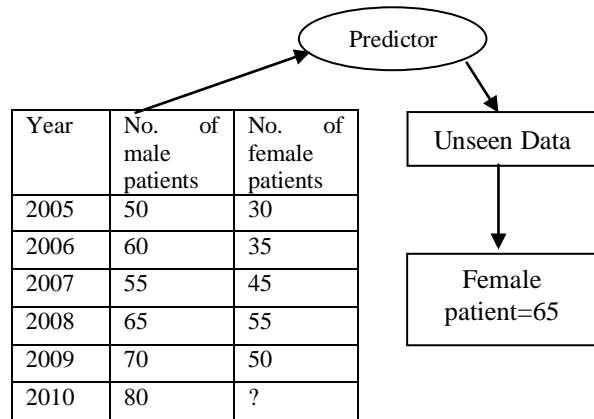 Predictor
Year No. of No. of
male female
patients patients
2005 50 30
2006 60 35
2007 55 45
2008 65 55
2009 70 50
2010 80 ?
Unseen Data
Female
patient=65